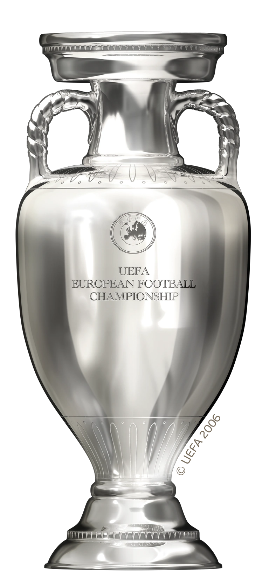 UEFA
EUROPEAN FOOTBALL
CHAMPIONSHIP
© UEFA 2006